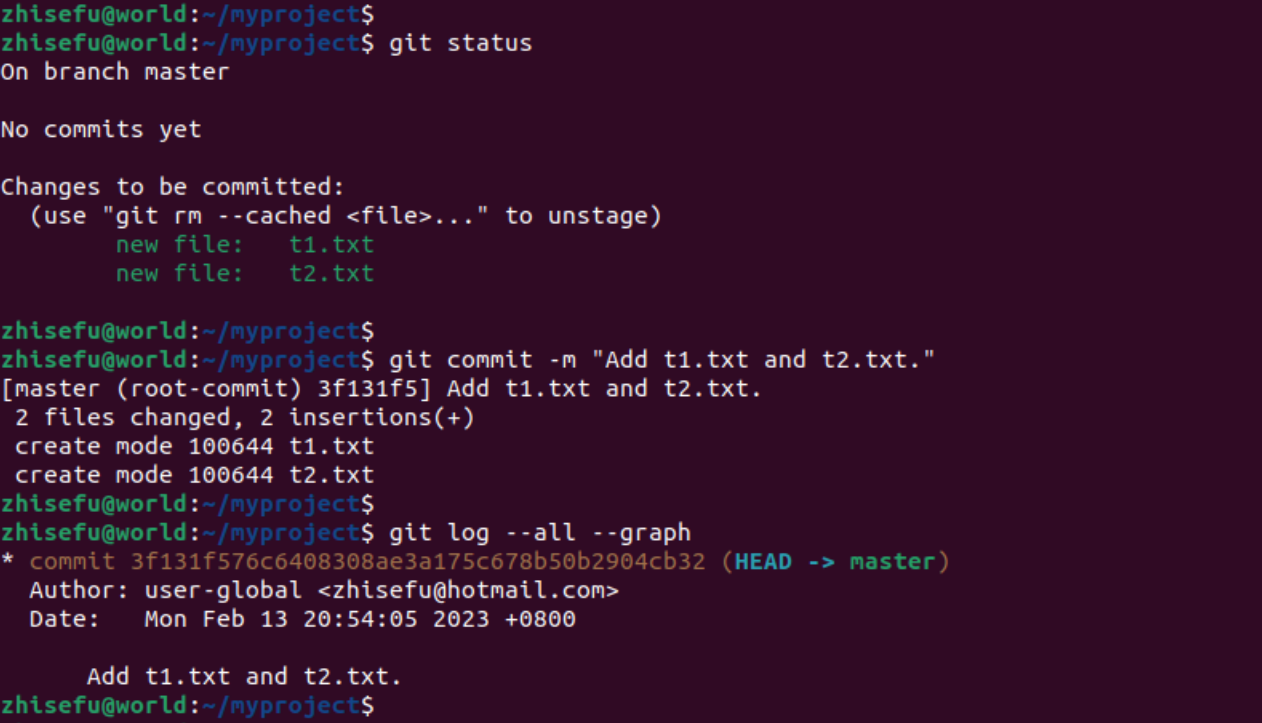 zhisefu@world:~/myproject$
zhisefu@world:~/myproject$ git status
On branch master
No commits yet
Changes to be committed:
  (use "git rm --cached <file>..." to unstage)
        new file:   t1.txt
        new file:   t2.txt
zhisefu@world:~/myproject$
zhisefu@world:~/myproject$ git commit -m "Add t1.txt and t2.txt."
[master (root-commit) 3f131f5] Add t1.txt and t2.txt.
 2 files changed, 2 insertions(+)
 create mode 100644 t1.txt
 create mode 100644 t2.txt
zhisefu@world:~/myproject$
zhisefu@world:~/myproject$ git log --all --graph
* commit 3f131f576c6408308ae3a175c678b50b2904cb32 (HEAD -> master)
  Author: user-global <zhisefu@hotmail.com>
  Date:   Mon Feb 13 20:54:05 2023 +0800
      Add t1.txt and t2.txt.
zhisefu@world:~/myproject$